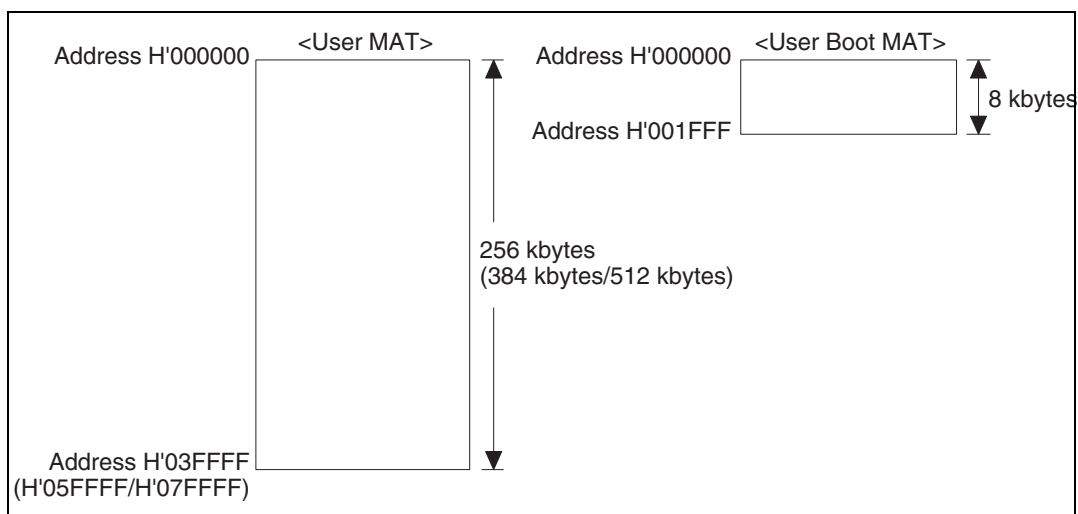 <User MAT>
Address H'000000
256 kbytes
(384 kbytes/512 kbytes)
Address H'03FFFF
(H'05FFFF/H'07FFFF)
<User Boot MAT>
Address H'000000
8 kbytes
Address H'001FFF